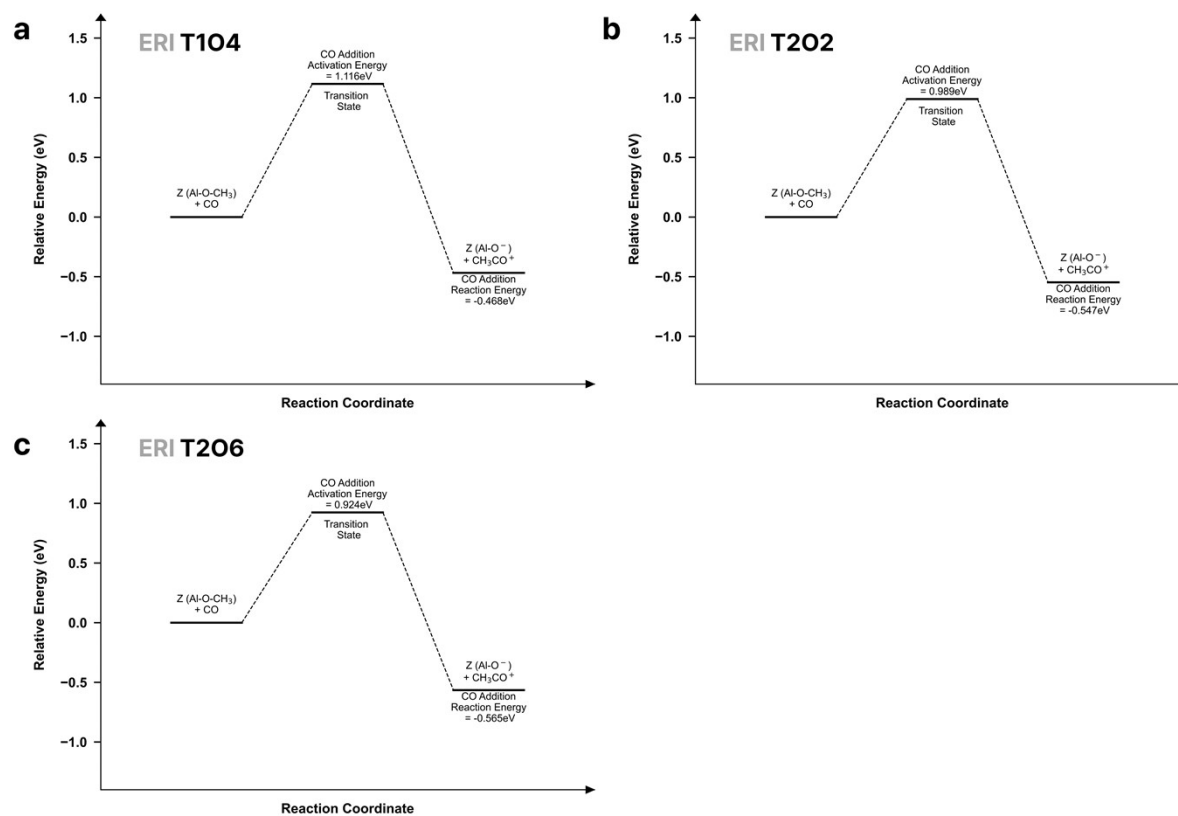 a
ERI T1O4
1.5
1.0
0.5
0.0
−0.5
−1.0
Relative Energy (eV)
CO Addition
Activation Energy
= 1.116eV
Transition
State
Z (Al-O-CH₃)
+ CO
Z (Al-O⁻)
+ CH₃CO⁺
CO Addition
Reaction Energy
= -0.468eV
Reaction Coordinate
b
ERI T2O2
1.5
1.0
0.5
0.0
−0.5
−1.0
Relative Energy (eV)
CO Addition
Activation Energy
= 0.989eV
Transition
State
Z (Al-O-CH₃)
+ CO
Z (Al-O⁻)
+ CH₃CO⁺
CO Addition
Reaction Energy
= -0.547eV
Reaction Coordinate
c
ERI T2O6
1.5
1.0
0.5
0.0
−0.5
−1.0
Relative Energy (eV)
CO Addition
Activation Energy
= 0.924eV
Transition
State
Z (Al-O-CH₃)
+ CO
Z (Al-O⁻)
+ CH₃CO⁺
CO Addition
Reaction Energy
= -0.565eV
Reaction Coordinate